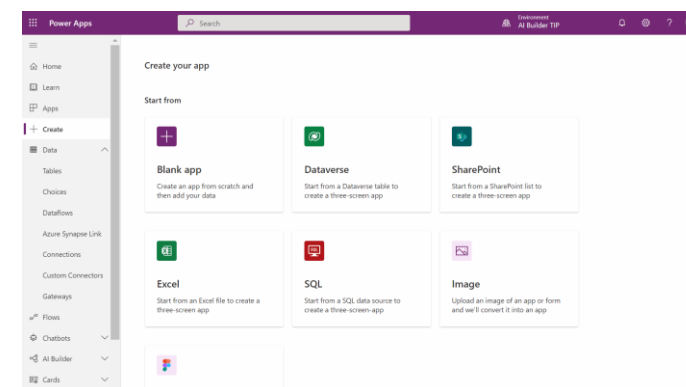 Power Apps
Search
Environment
AI Builder TIP
?
Home
Learn
Apps
Create
Data
Tables
Choices
Dataflows
Azure Synapse Link
Connections
Custom Connectors
Gateways
Flows
Chatbots
AI Builder
Cards
Create your app
Start from
Blank app
Create an app from scratch and
then add your data
Dataverse
Start from a Dataverse table to
create a three-screen app
SharePoint
Start from a SharePoint list to
create a three-screen app
Excel
Start from an Excel file to create a
three-screen app
SQL
Start from a SQL data source to
create a three-screen-app
Image
Upload an image of an app or form
and we'll convert it into an app